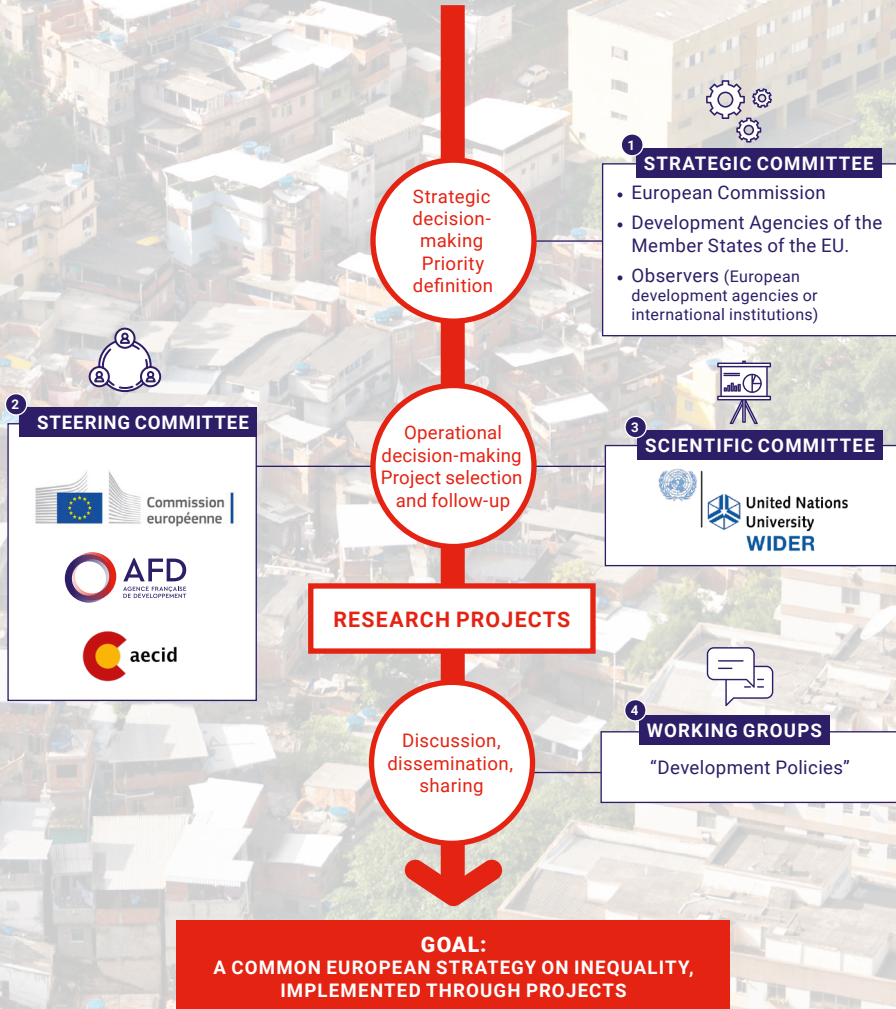 Strategic
decision-
making
Priority
definition
1
STRATEGIC COMMITTEE
• European Commission
• Development Agencies of the
Member States of the EU.
• Observers (European
development agencies or
international institutions)
2
STEERING COMMITTEE
Commission
européenne
AFD
AGENCE FRANÇAISE
DE DÉVELOPPEMENT
aecid
Operational
decision-making
Project selection
and follow-up
3
SCIENTIFIC COMMITTEE
United Nations
University
WIDER
RESEARCH PROJECTS
Discussion,
dissemination,
sharing
4
WORKING GROUPS
“Development Policies”
GOAL:
A COMMON EUROPEAN STRATEGY ON INEQUALITY,
IMPLEMENTED THROUGH PROJECTS